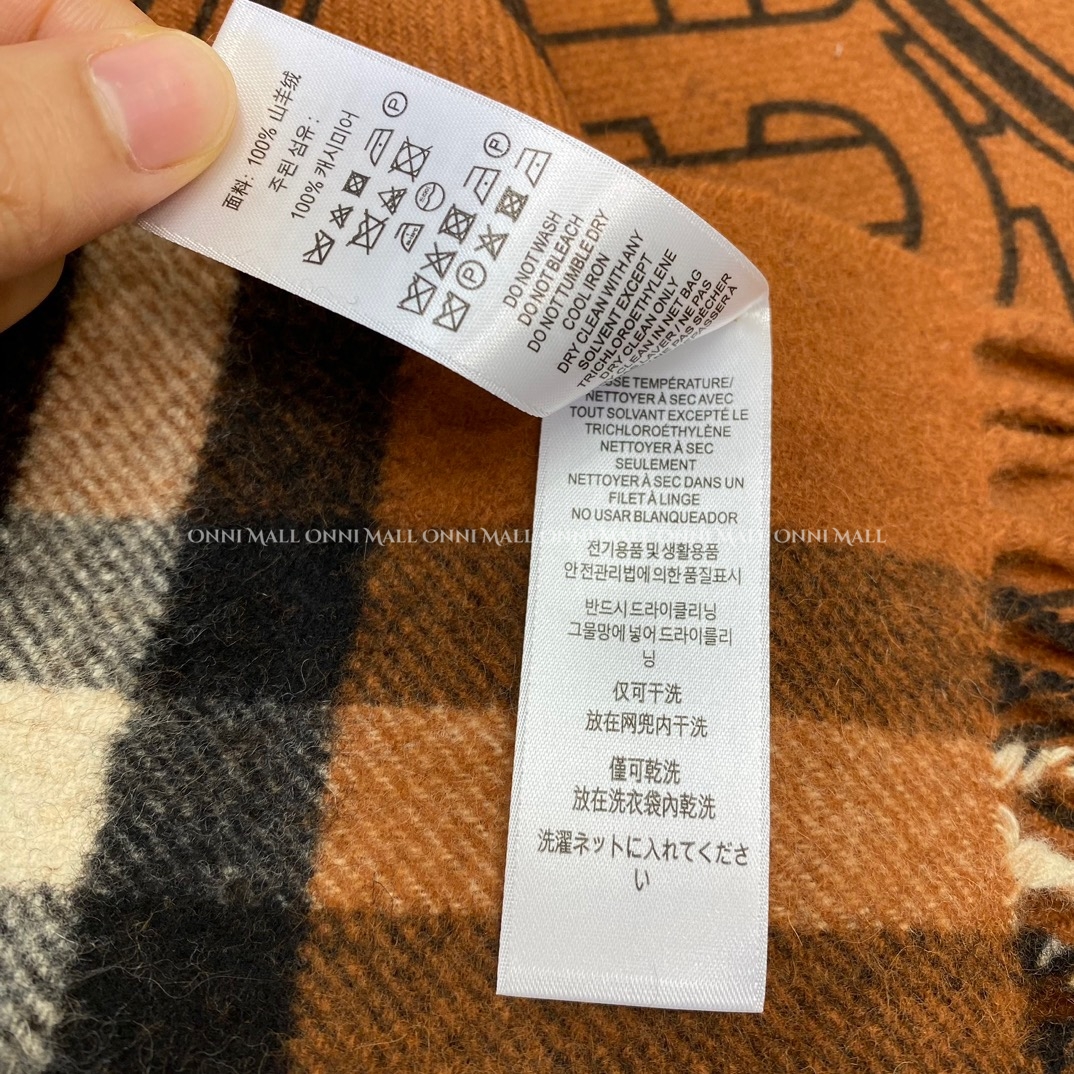 面料: 100% 山羊绒
주된 섬유 :
100% 캐시미어
DO NOT WASH
DO NOT BLEACH
DO NOT TUMBLE DRY
COOL IRON
DRY CLEAN WITH ANY
SOLVENT EXCEPT
TRICHLOROETHYLENE
DRY CLEAN ONLY
CLEAN IN NET BAG
LAVER / NE PAS
PAS SÉCHER
TEMPÉRATURE/
NETTOYER À SEC AVEC
TOUT SOLVANT EXCEPTÉ LE
TRICHLOROÉTHYLÈNE
NETTOYER À SEC
SEULEMENT
NETTOYER À SEC DANS UN
FILET À LINGE
NO USAR BLANQUEADOR
ONNI MALL ONNI MALL ONNI MALL ONNI MALL ONNI MALL ONNI MALL
전기용품 및 생활용품
안전관리법에 의한 품질표시
반드시 드라이클리닝
그물망에 넣어 드라이클리
닝
仅可干洗
放在网兜内干洗
僅可乾洗
放在洗衣袋內乾洗
洗濯ネットに入れてくださ
い